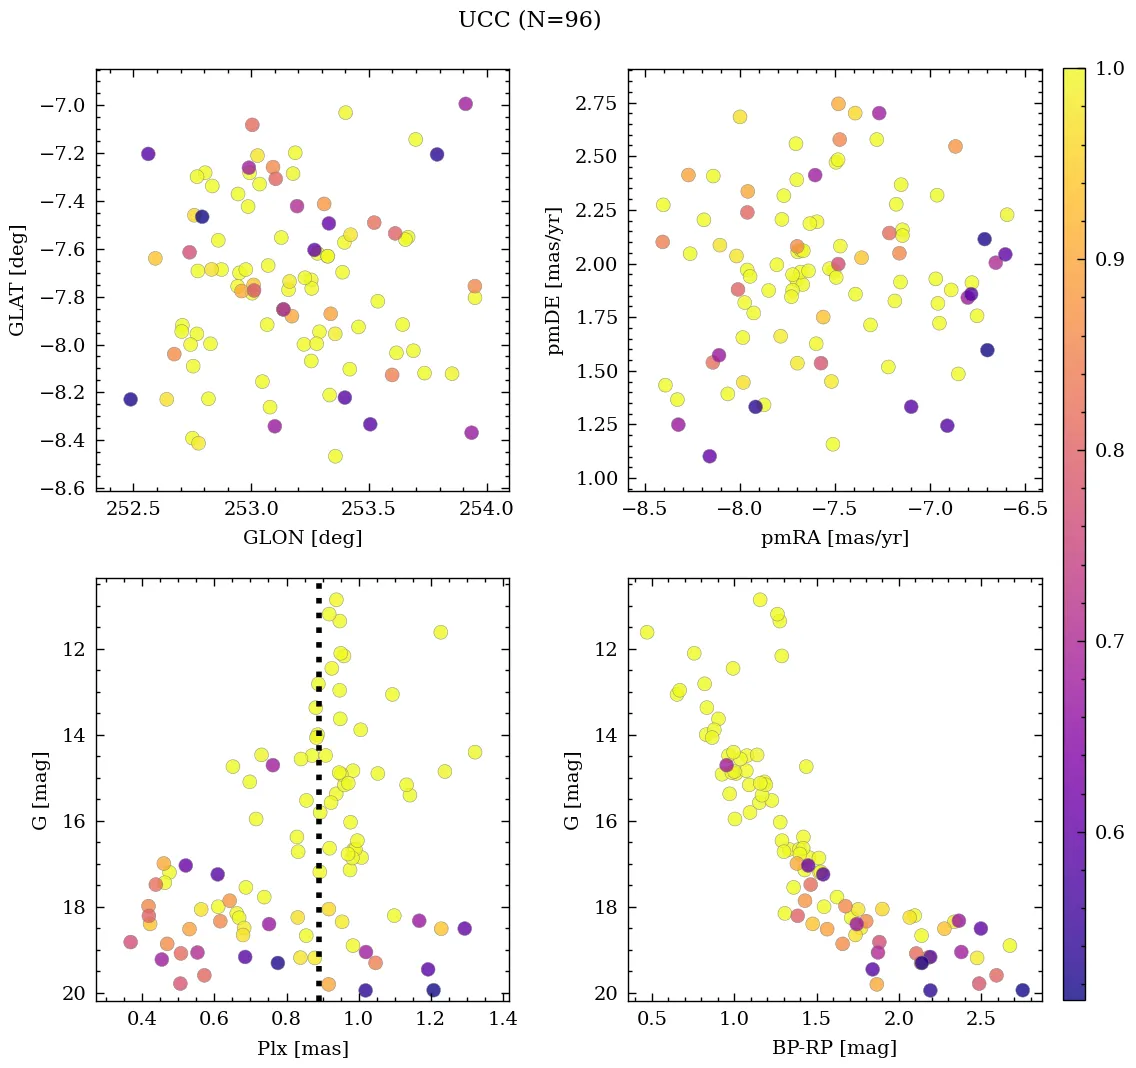 UCC (N=96)
−7.0
−7.2
−7.4
−7.6
−7.8
−8.0
−8.2
−8.4
−8.6
GLAT [deg]
252.5 253.0 253.5 254.0
GLON [deg]
2.75
2.50
2.25
2.00
1.75
1.50
1.25
1.00
pmDE [mas/yr]
−8.5 −8.0 −7.5 −7.0 −6.5
pmRA [mas/yr]
12
14
16
18
20
G [mag]
0.4 0.6 0.8 1.0 1.2 1.4
Plx [mas]
12
14
16
18
20
G [mag]
0.5 1.0 1.5 2.0 2.5
BP-RP [mag]
1.0
0.9
0.8
0.7
0.6